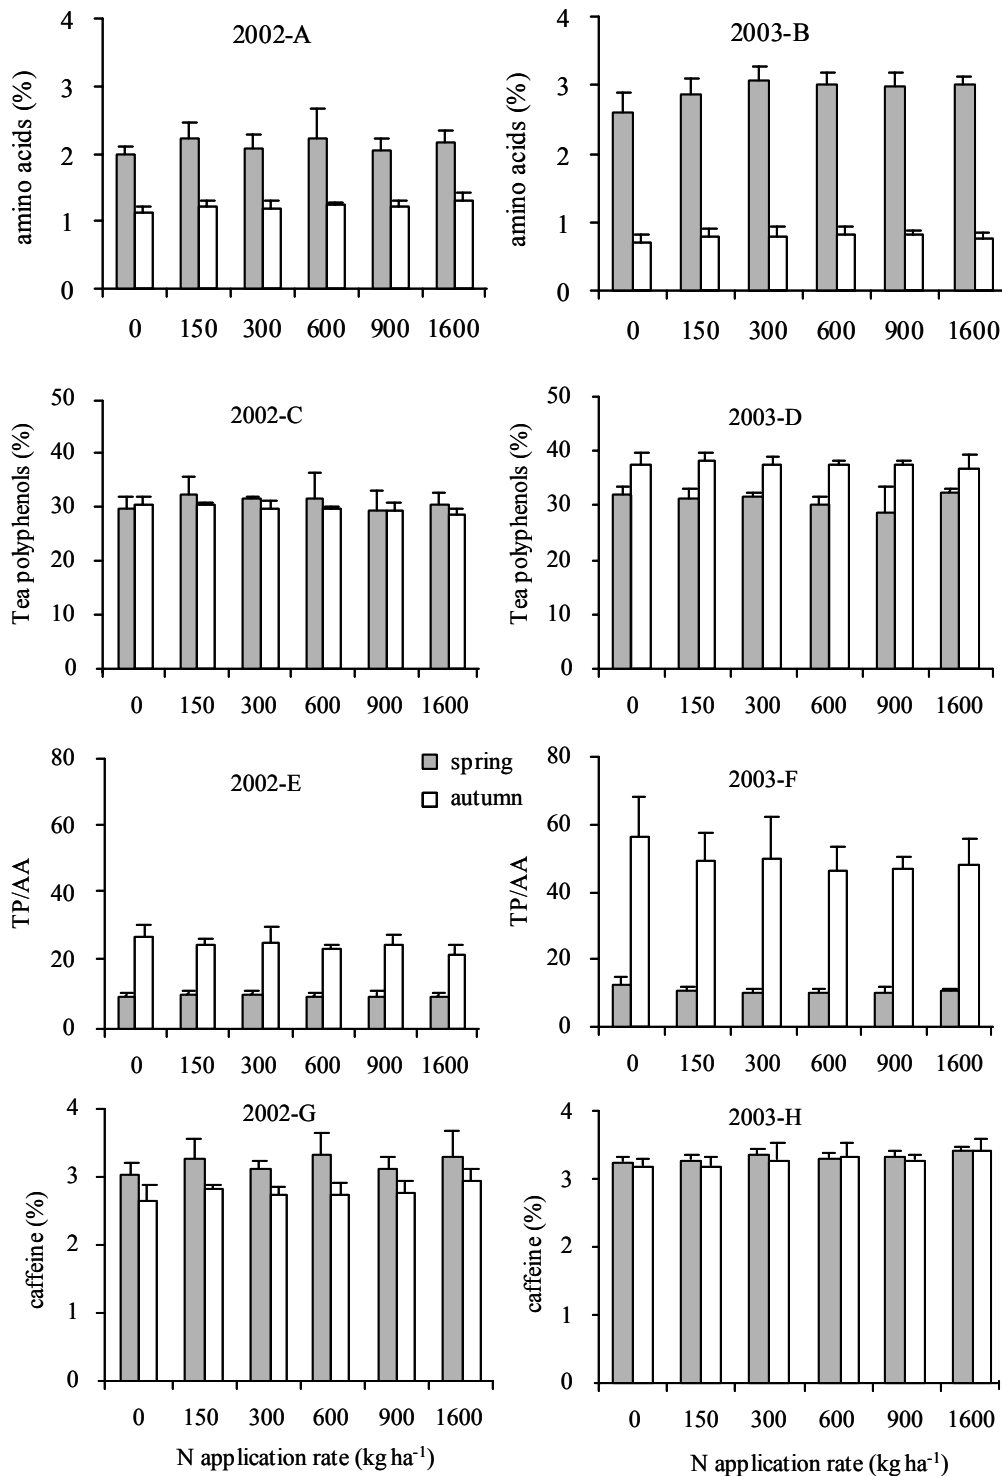 2002-A
amino acids (%)
4
3
2
1
0
0 150 300 600 900 1600
2003-B
amino acids (%)
4
3
2
1
0
0 150 300 600 900 1600
2002-C
Tea polyphenols (%)
50
40
30
20
10
0
0 150 300 600 900 1600
2003-D
Tea polyphenols (%)
50
40
30
20
10
0
0 150 300 600 900 1600
2002-E
TP/AA
80
60
40
20
0
0 150 300 600 900 1600
spring
autumn
2003-F
TP/AA
80
60
40
20
0
0 150 300 600 900 1600
2002-G
caffeine (%)
4
3
2
1
0
0 150 300 600 900 1600
N application rate (kg ha⁻¹)
2003-H
caffeine (%)
4
3
2
1
0
0 150 300 600 900 1600
N application rate (kg ha⁻¹)